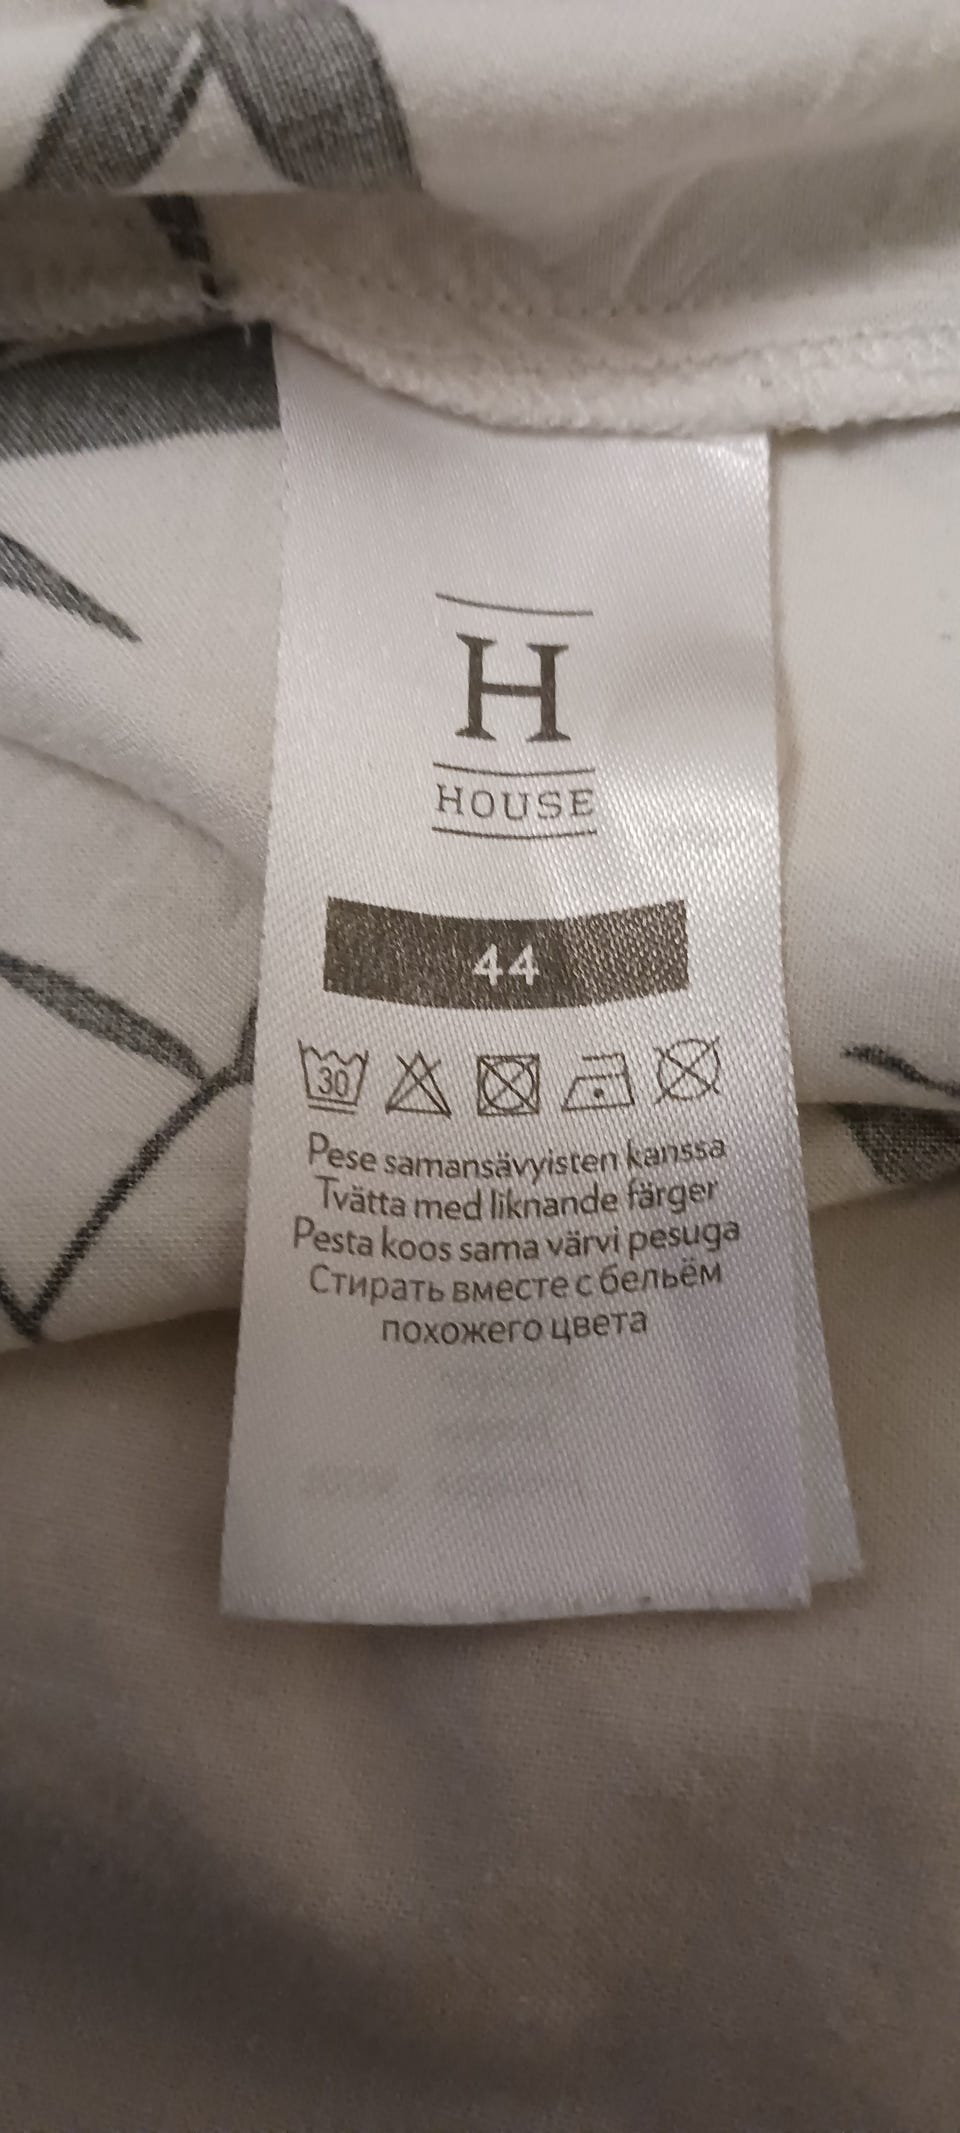 H
HOUSE
44
30
Pese samansävyisten kanssa
Tvätta med liknande färger
Pesta koos sama värvi pesuga
Стирать вместе с бельём
похожего цвета